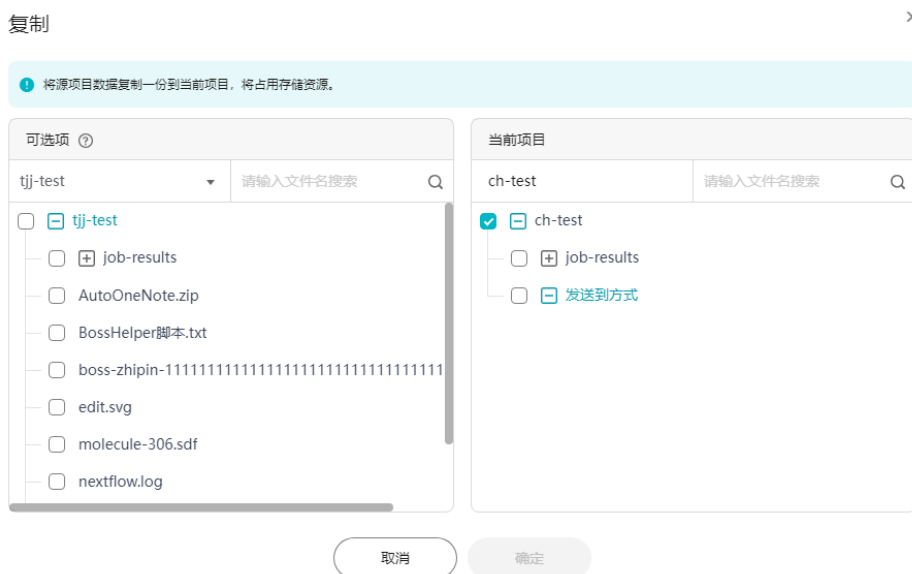 复制
将源项目数据复制一份到当前项目，将占用存储资源。
可选项
当前项目
tjj-test
请输入文件名搜索
ch-test
请输入文件名搜索
tjj-test
job-results
AutoOneNote.zip
BossHelper脚本.txt
boss-zhipin-1111111111111111111111111111111111
edit.svg
molecule-306.sdf
nextflow.log
ch-test
job-results
发送到方式
取消
确定